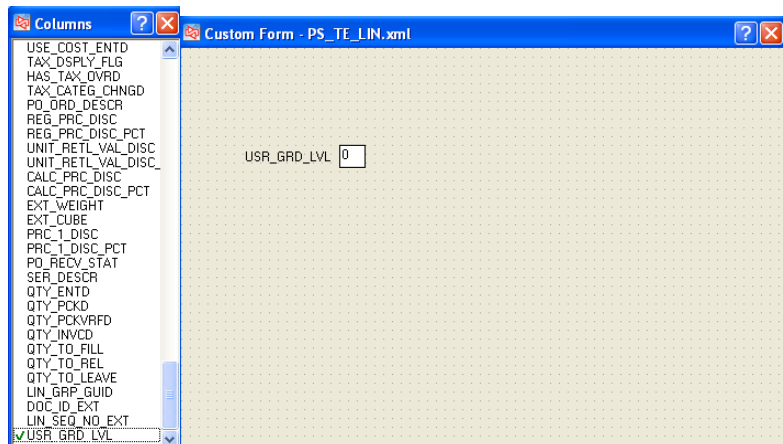 Columns
USE_COST_ENTD
TAX_DSPLY_FLG
HAS_TAX_OVRD
TAX_CATEG_CHNGD
PO_ORD_DESCR
REG_PRC_DISC
REG_PRC_DISC_PCT
UNIT_RETL_VAL_DISC
UNIT_RETL_VAL_DISC_
CALC_PRC_DISC
CALC_PRC_DISC_PCT
EXT_WEIGHT
EXT_CUBE
PRC_1_DISC
PRC_1_DISC_PCT
PO_RECV_STAT
SER_DESCR
QTY_ENTD
QTY_PCKD
QTY_PCKVRFD
QTY_INVCD
QTY_TO_FILL
QTY_TO_REL
QTY_TO_LEAVE
LIN_GRP_GUID
DOC_ID_EXT
LIN_SEQ_NO_EXT
USR_GRD_LVL
Custom Form - PS_TE_LIN.xml
USR_GRD_LVL 0